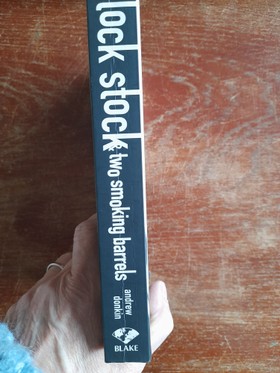 lock stock
& two smoking barrels
andrew
donkin
BLAKE